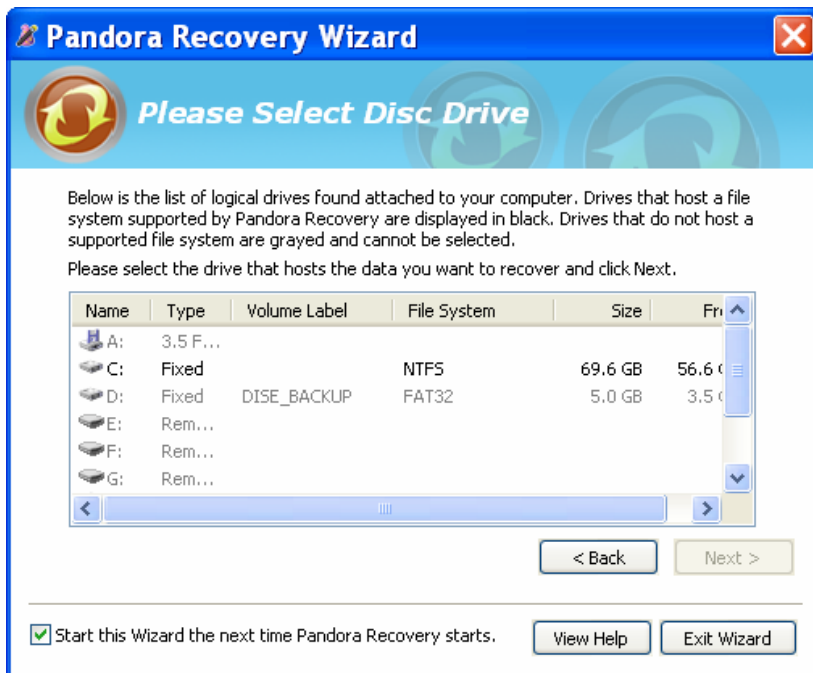 Pandora Recovery Wizard
Please Select Disc Drive
Below is the list of logical drives found attached to your computer. Drives that host a file
system supported by Pandora Recovery are displayed in black. Drives that do not host a
supported file system are grayed and cannot be selected.
Please select the drive that hosts the data you want to recover and click Next.
Name Type Volume Label File System Size
A: 3.5 F...
C: Fixed NTFS 69.6 GB 56.6
D: Fixed DISE_BACKUP FAT32 5.0 GB 3.5
E: Rem...
F: Rem...
G: Rem...
< Back Next >
Start this Wizard the next time Pandora Recovery starts. View Help Exit Wizard